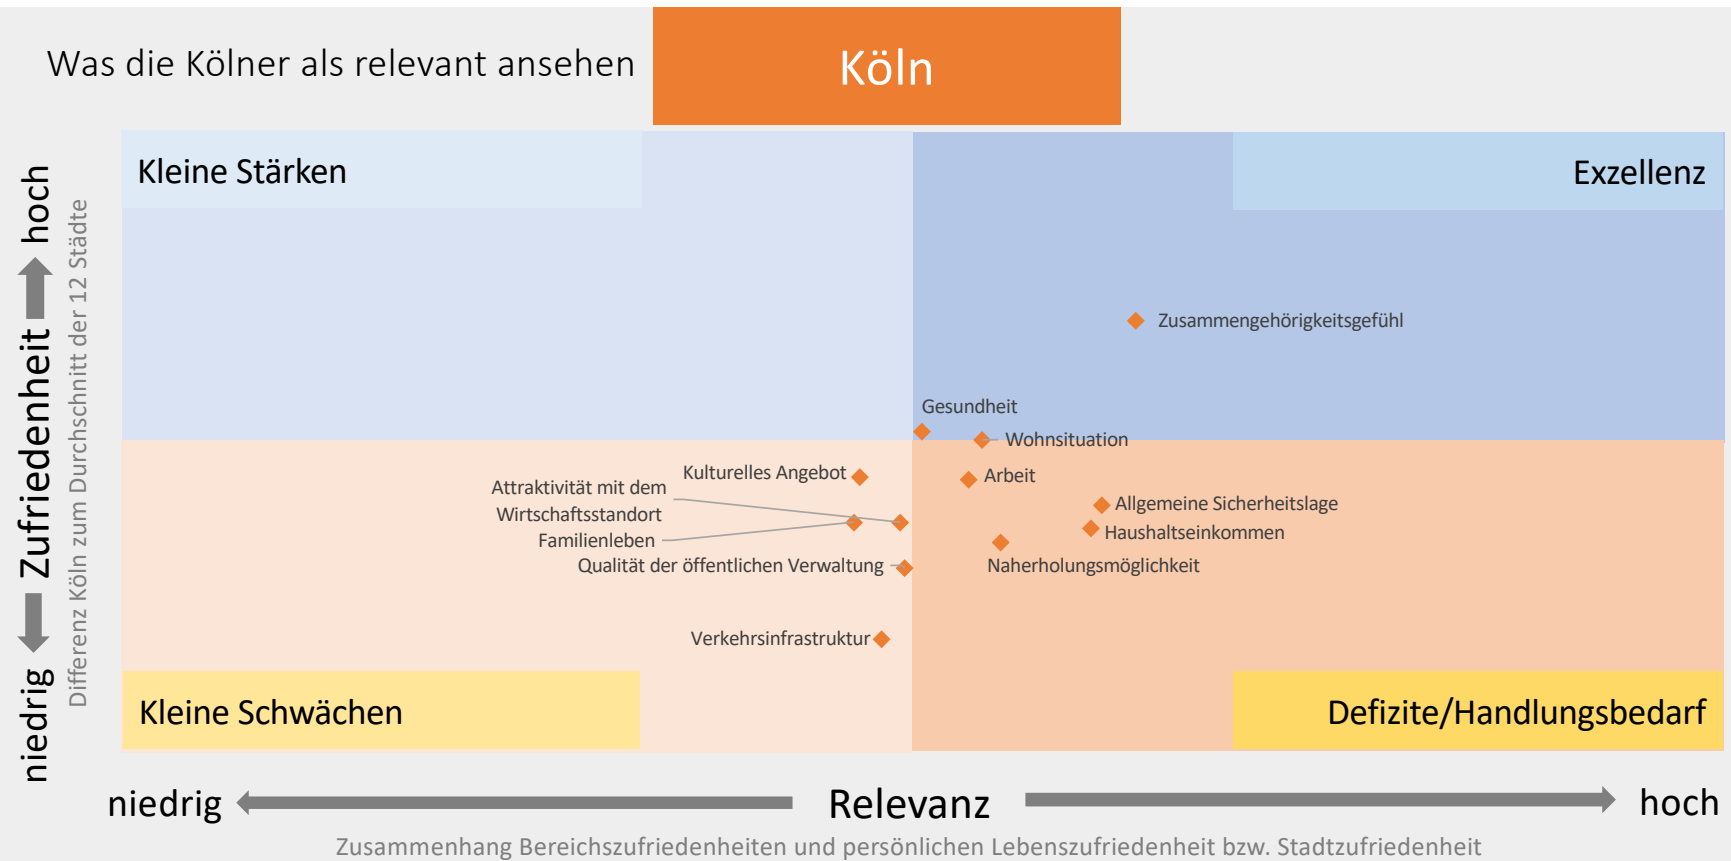 Was die Kölner als relevant ansehen
Köln
Kleine Stärken
Exzellenz
niedrig Zufriedenheit hoch
Differenz Köln zum Durchschnitt der 12 Städte
Zusammengehörigkeitsgefühl
Gesundheit
Wohnsituation
Kulturelles Angebot
Arbeit
Attraktivität mit dem
Wirtschaftsstandort
Allgemeine Sicherheitslage
Familienleben
Haushaltseinkommen
Qualität der öffentlichen Verwaltung
Naherholungsmöglichkeit
Verkehrsinfrastruktur
Kleine Schwächen
Defizite/Handlungsbedarf
niedrig Relevanz hoch
Zusammenhang Bereichszufriedenheiten und persönlichen Lebenszufriedenheit bzw. Stadtzufriedenheit